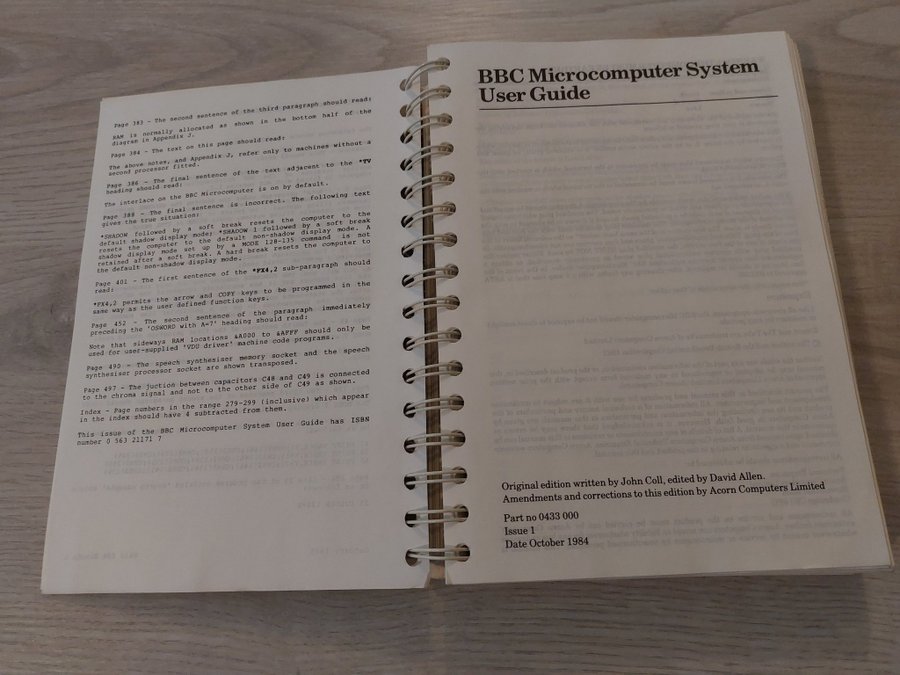 Page 383 - The second sentence of the third paragraph should read:
RAM is normally allocated as shown in the bottom half of the
diagram in Appendix J.
Page 384 - The text on this page should read:
The above notes, and Appendix J, refer only to machines without a
second processor fitted.
Page 386 - The final sentence of the text adjacent to the *TV
heading should read:
The interlace on the BBC Microcomputer is on by default.
Page 388 - The final sentence is incorrect. The following text
gives the true situation:
*SHADOW followed by a soft break resets the computer to the
default shadow display mode; *SHADOW 1 followed by a soft break
resets the computer to the default non-shadow display mode. A
shadow display mode set up by a MODE 128-135 command is not
retained after a soft break. A hard break resets the computer to
the default non-shadow display mode.
Page 401 - The first sentence of the *FX4,2 sub-paragraph should
read:
*FX4,2 permits the arrow and COPY keys to be programmed in the
same way as the user defined function keys.
Page 452 - The second sentence of the paragraph immediately
preceding the 'OSWORD with A=7' heading should read:
Note that sideways RAM locations &A000 to &AFFF should only be
used for user-supplied 'VDU driver' machine code programs.
Page 490 - The speech synthesiser memory socket and the speech
synthesiser processor socket are shown transposed.
Page 497 - The juction between capacitors C48 and C49 is connected
to the chroma signal and not to the other side of C49 as shown.
Index - Page numbers in the range 279-299 (inclusive) which appear
in the index should have 4 subtracted from them.
This issue of the BBC Microcomputer System User Guide has ISBN
number 0 563 21171 7
BBC Microcomputer System
User Guide
Original edition written by John Coll, edited by David Allen.
Amendments and corrections to this edition by Acorn Computers Limited
Part no 0433 000
Issue 1
Date October 1984